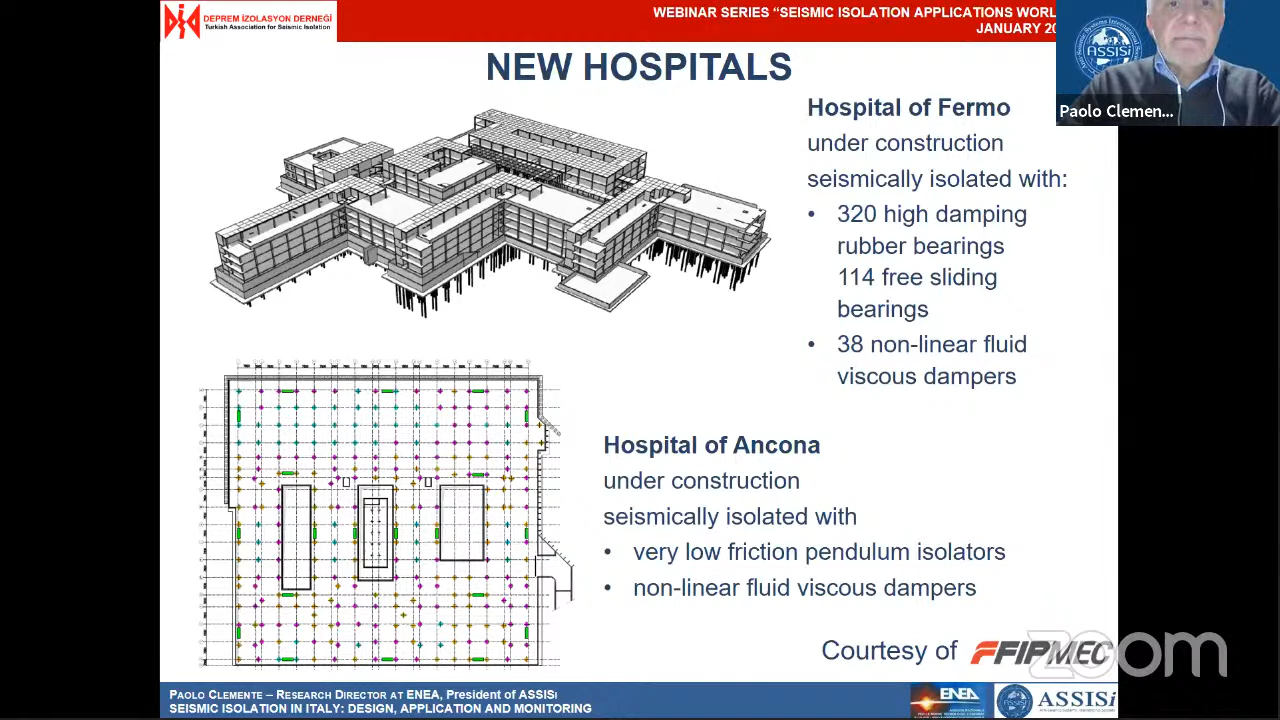 DEPREM İZOLASYON DERNEĞİ
Turkish Association for Seismic Isolation
WEBINAR SERIES “SEISMIC ISOLATION APPLICATIONS WORL
JANUARY 20
ASSISi
Paolo Clemen...
NEW HOSPITALS
Hospital of Fermo
under construction
seismically isolated with:
• 320 high damping
rubber bearings
114 free sliding
bearings
• 38 non-linear fluid
viscous dampers
Hospital of Ancona
under construction
seismically isolated with
• very low friction pendulum isolators
• non-linear fluid viscous dampers
Courtesy of FIPMEC
zoom
PAOLO CLEMENTE – RESEARCH DIRECTOR AT ENEA, President of ASSISi
SEISMIC ISOLATION IN ITALY: DESIGN, APPLICATION AND MONITORING
ENEA
ASSISi